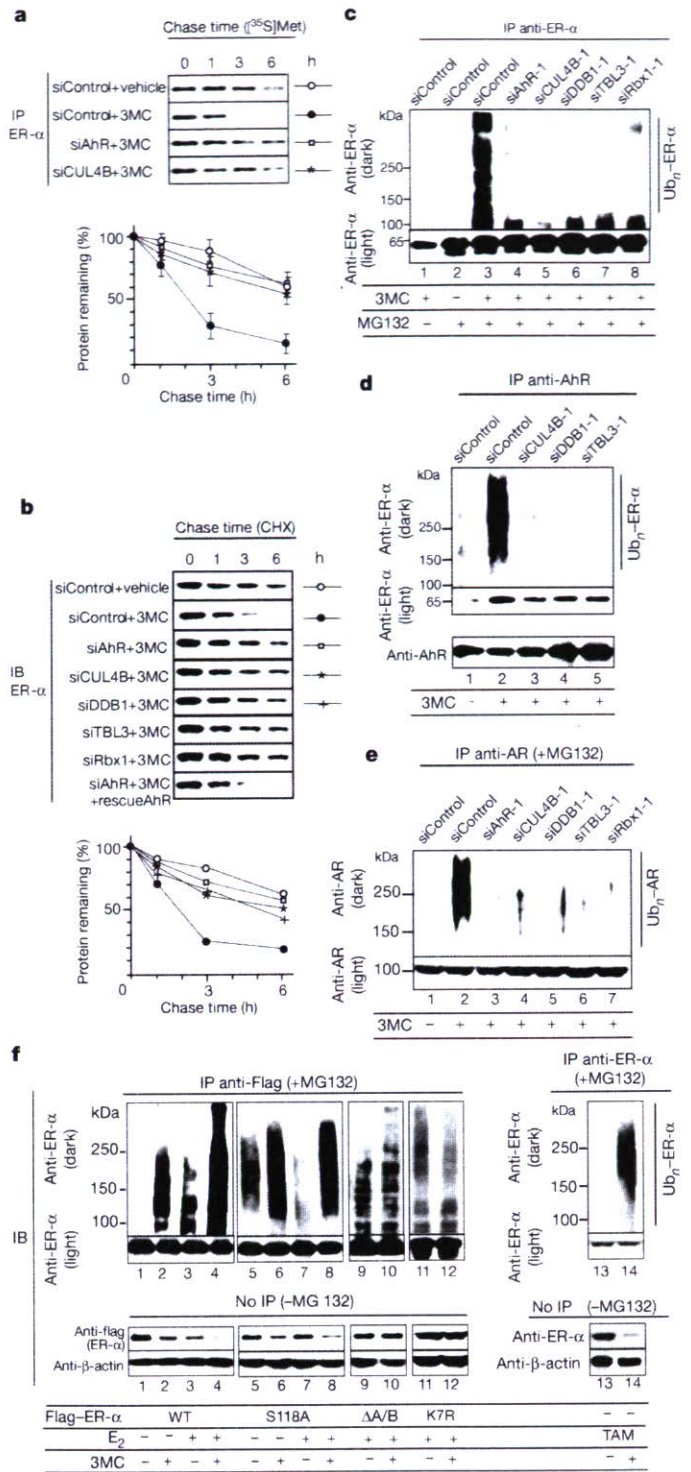 a
Chase time ([³⁵S]Met)
0 1 3 6 h
IP ER-α
siControl+vehicle
siControl+3MC
siAhR+3MC
siCUL4B+3MC
Protein remaining (%)
100
50
0 3 6
Chase time (h)
b
Chase time (CHX)
0 1 3 6 h
IB ER-α
siControl+vehicle
siControl+3MC
siAhR+3MC
siCUL4B+3MC
siDDB1+3MC
siTBL3+3MC
siRbx1+3MC
siAhR+3MC
+rescueAhR
Protein remaining (%)
100
50
0 3 6
Chase time (h)
c
IP anti-ER-α
siControl siControl siControl siAhR-1 siCUL4B-1 siDDB1-1 siTBL3-1 siRbx1-1
kDa
250
150
100
65
Anti-ER-α (dark)
Anti-ER-α (light)
Ubn–ER-α
1 2 3 4 5 6 7 8
3MC + – + + + + + +
MG132 – + + + + + + +
d
IP anti-AhR
siControl siControl siCUL4B-1 siDDB1-1 siTBL3-1
kDa
250
150
100
65
Anti-ER-α (dark)
Anti-ER-α (light)
Ubn–ER-α
Anti-AhR
1 2 3 4 5
3MC – + + + +
e
IP anti-AR (+MG132)
siControl siControl siAhR-1 siCUL4B-1 siDDB1-1 siTBL3-1 siRbx1-1
kDa
250
150
100
Anti-AR (dark)
Anti-AR (light)
Ubn–AR
1 2 3 4 5 6 7
3MC – + + + + + +
f
IB
IP anti-Flag (+MG132)
kDa
250
150
100
Anti-ER-α (dark)
Anti-ER-α (light)
1 2 3 4 5 6 7 8 9 10 11 12
No IP (–MG 132)
Anti-flag (ER-α)
Anti-β-actin
1 2 3 4 5 6 7 8 9 10 11 12
Flag–ER-α WT S118A ΔA/B K7R
E₂ – – + + – – + + + + + +
3MC – + – + – + – + – + – +
IP anti-ER-α
(+MG132)
kDa
250
150
100
Anti-ER-α (dark)
Anti-ER-α (light)
Ubn–ER-α
13 14
No IP (–MG132)
Anti-ER-α
Anti-β-actin
13 14
– –
TAM
– +